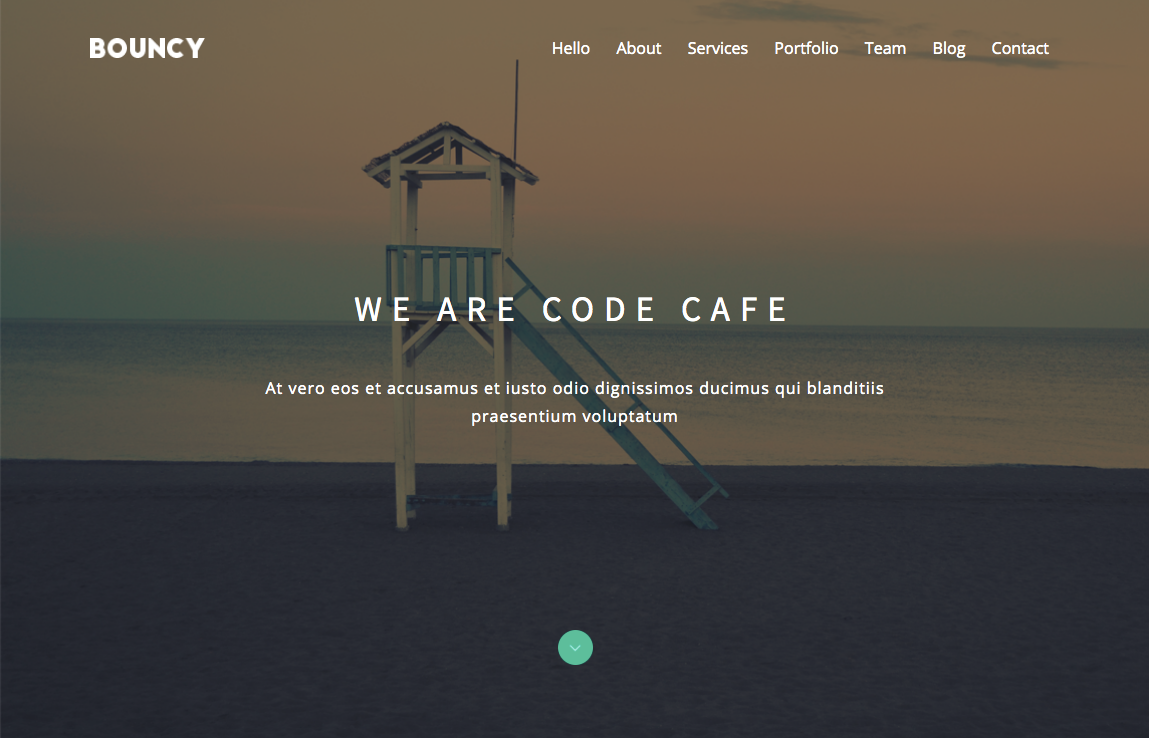 BOUNCY
Hello About Services Portfolio Team Blog Contact
WE ARE CODE CAFE
At vero eos et accusamus et iusto odio dignissimos ducimus qui blanditiis
praesentium voluptatum